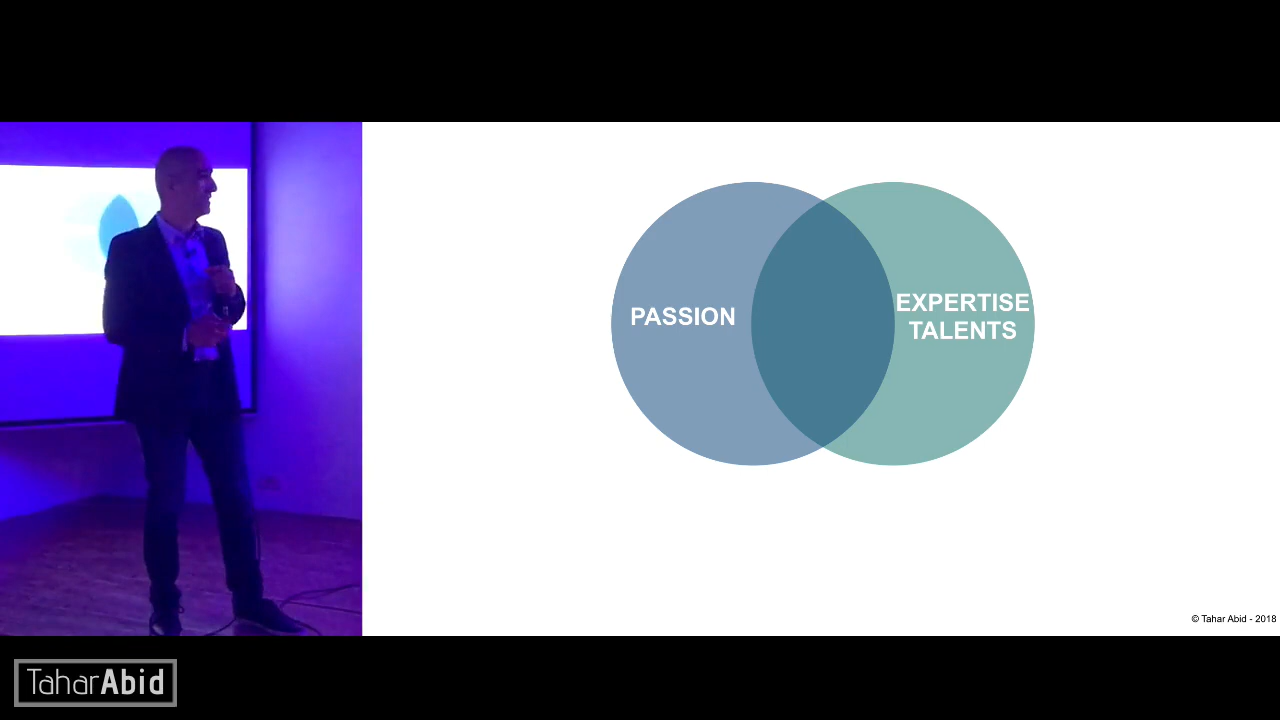 PASSION
EXPERTISE
TALENTS
© Tahar Abid - 2018
TaharAbid